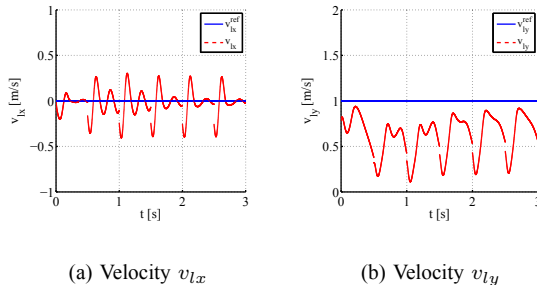 1
0.5
0
−0.5
−1
0
1
2
3
v_lx [m/s]
t [s]
v_lx^ref
v_lx
2
1.5
1
0.5
0
0
1
2
3
v_ly [m/s]
t [s]
v_ly^ref
v_ly
(a) Velocity v_lx
(b) Velocity v_ly